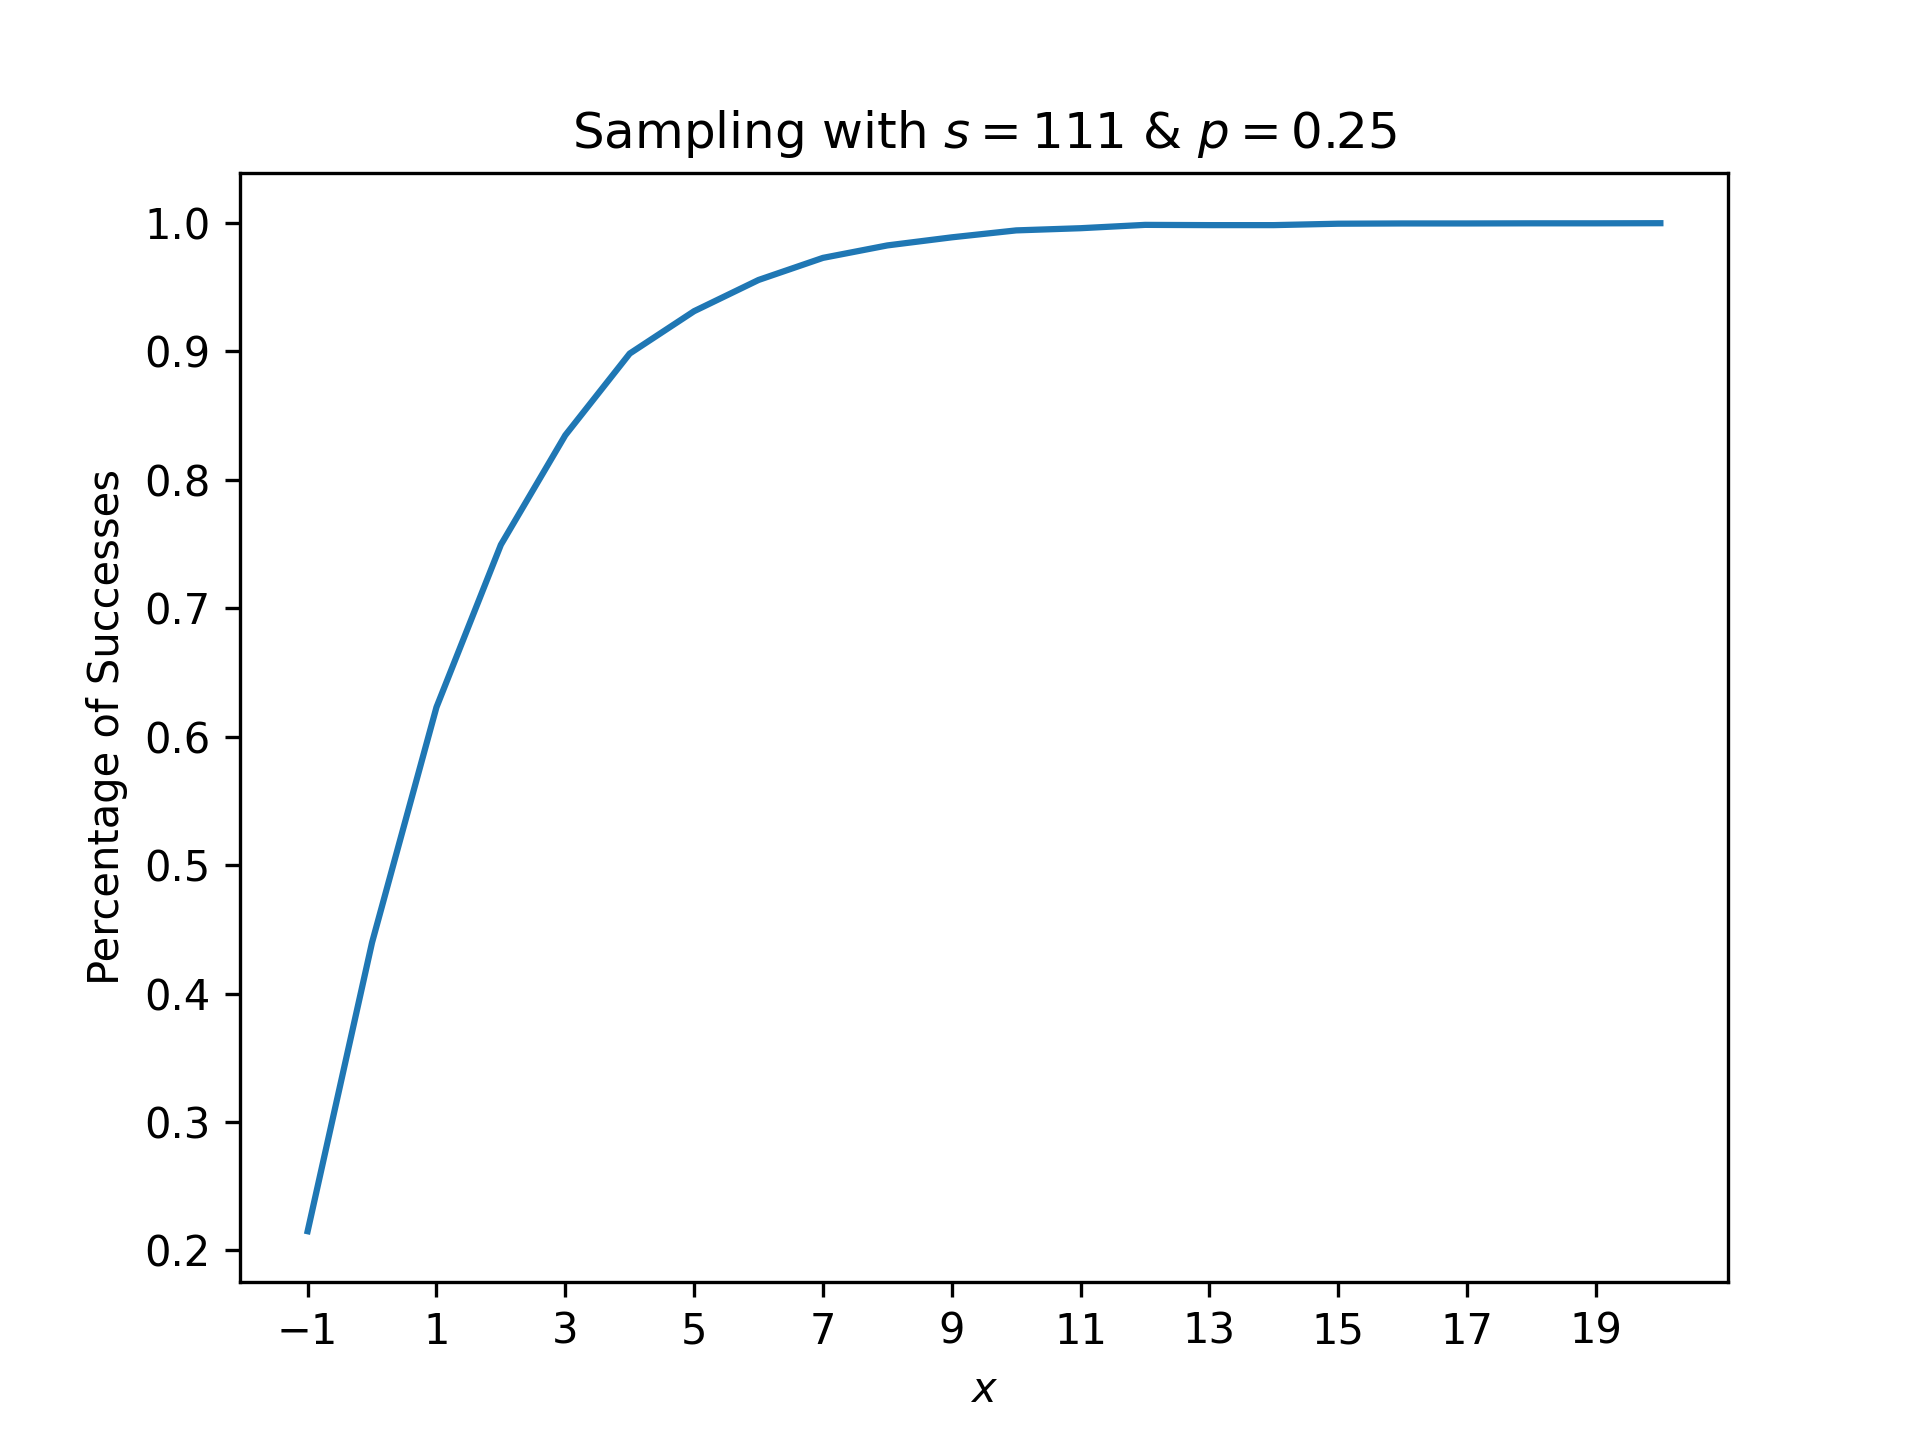 Sampling with s = 111 & p = 0.25
Percentage of Successes
1.0
0.9
0.8
0.7
0.6
0.5
0.4
0.3
0.2
−1 1 3 5 7 9 11 13 15 17 19
x